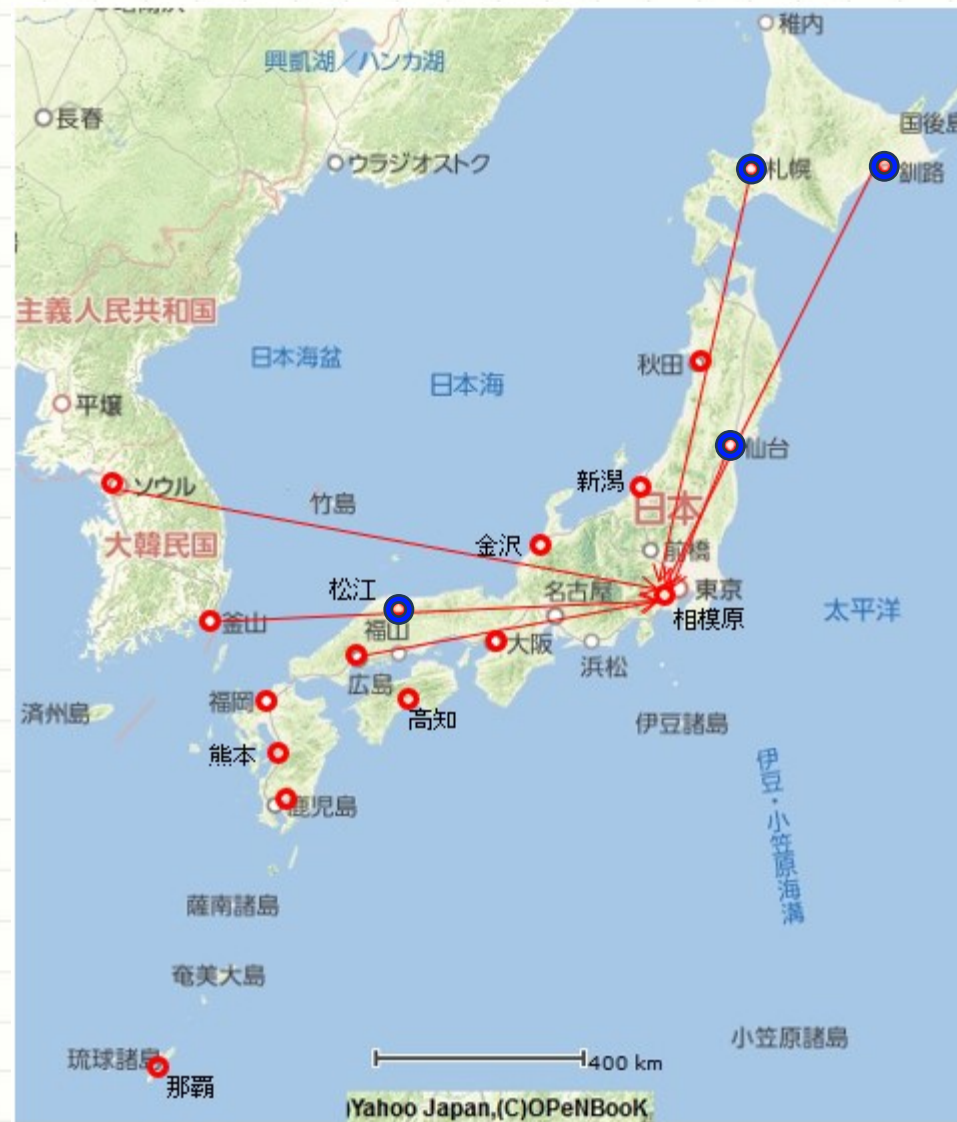 稚内
興凱湖/ハンカ湖
長春
国後島
ウラジオストク
札幌
釧路
主義人民共和国
日本海盆
日本海
秋田
平壌
仙台
新潟
ソウル
竹島
日本
大韓民国
金沢
前橋
松江
名古屋
東京
太平洋
釜山
福山
相模原
大阪
浜松
広島
福岡
済州島
高知
伊豆諸島
熊本
伊豆・小笠原海溝
鹿児島
薩南諸島
奄美大島
小笠原諸島
琉球諸島
400 km
那覇
)Yahoo Japan,(C)OPeNBooK